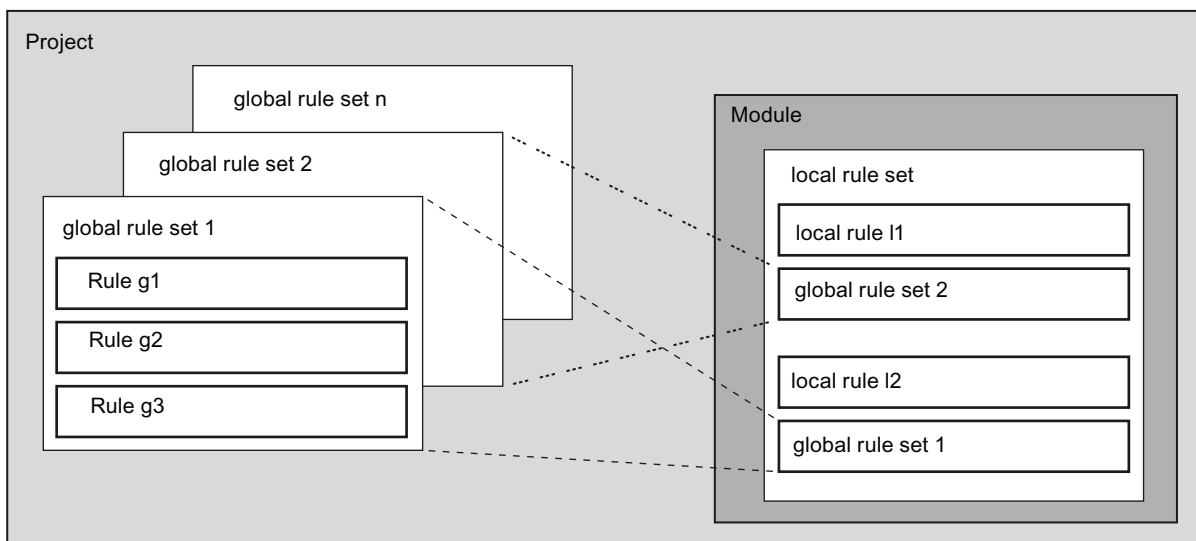 Project
global rule set n
global rule set 2
global rule set 1
Rule g1
Rule g2
Rule g3
Module
local rule set
local rule l1
global rule set 2
local rule l2
global rule set 1